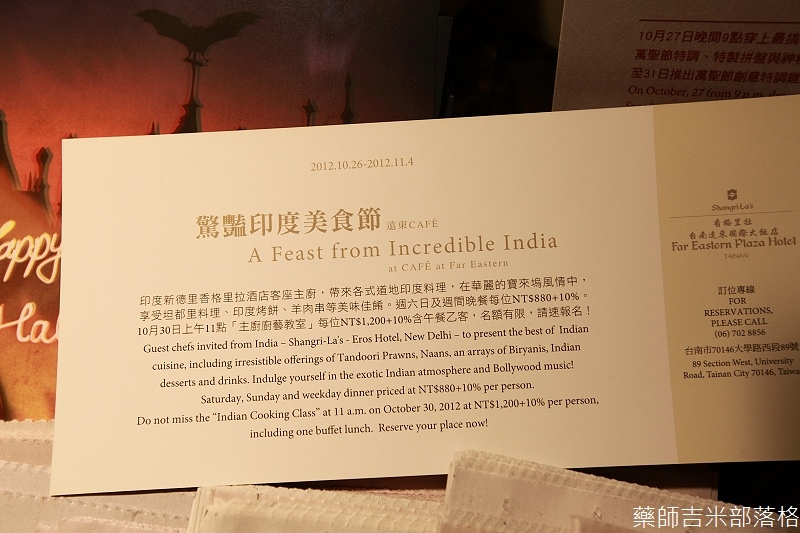 10月27日晚間9點穿上最
萬聖節特調、特製拼盤與神
至31日推出萬聖節創意特調
On October, 27 from 9 p.m.
2012.10.26-2012.11.4
驚豔印度美食節 遠東CAFÉ
A Feast from Incredible India
at CAFÉ at Far Eastern
印度新德里香格里拉酒店客座主廚，帶來各式道地印度料理，在華麗的寶來塢風情中，
享受坦都里料理、印度烤餅、羊肉串等美味佳餚。週六日及週間晚餐每位NT$880+10%。
10月30日上午11點「主廚廚藝教室」每位NT$1,200+10%含午餐乙客，名額有限，請速報名！
Guest chefs invited from India – Shangri-La's - Eros Hotel, New Delhi – to present the best of Indian
cuisine, including irresistible offerings of Tandoori Prawns, Naans, an arrays of Biryanis, Indian
desserts and drinks. Indulge yourself in the exotic Indian atmosphere and Bollywood music!
Saturday, Sunday and weekday dinner priced at NT$880+10% per person.
Do not miss the “Indian Cooking Class” at 11 a.m. on October 30, 2012 at NT$1,200+10% per person,
including one buffet lunch. Reserve your place now!
Shangri-La's
香格里拉
台南遠東國際大飯店
Far Eastern Plaza Hotel
TAINAN
訂位專線
FOR
RESERVATIONS,
PLEASE CALL
(06) 702 8856
台南市70146大學路西段89號
89 Section West, University
Road, Tainan City 70146, Taiwa
appy
Hal
藥師吉米部落格